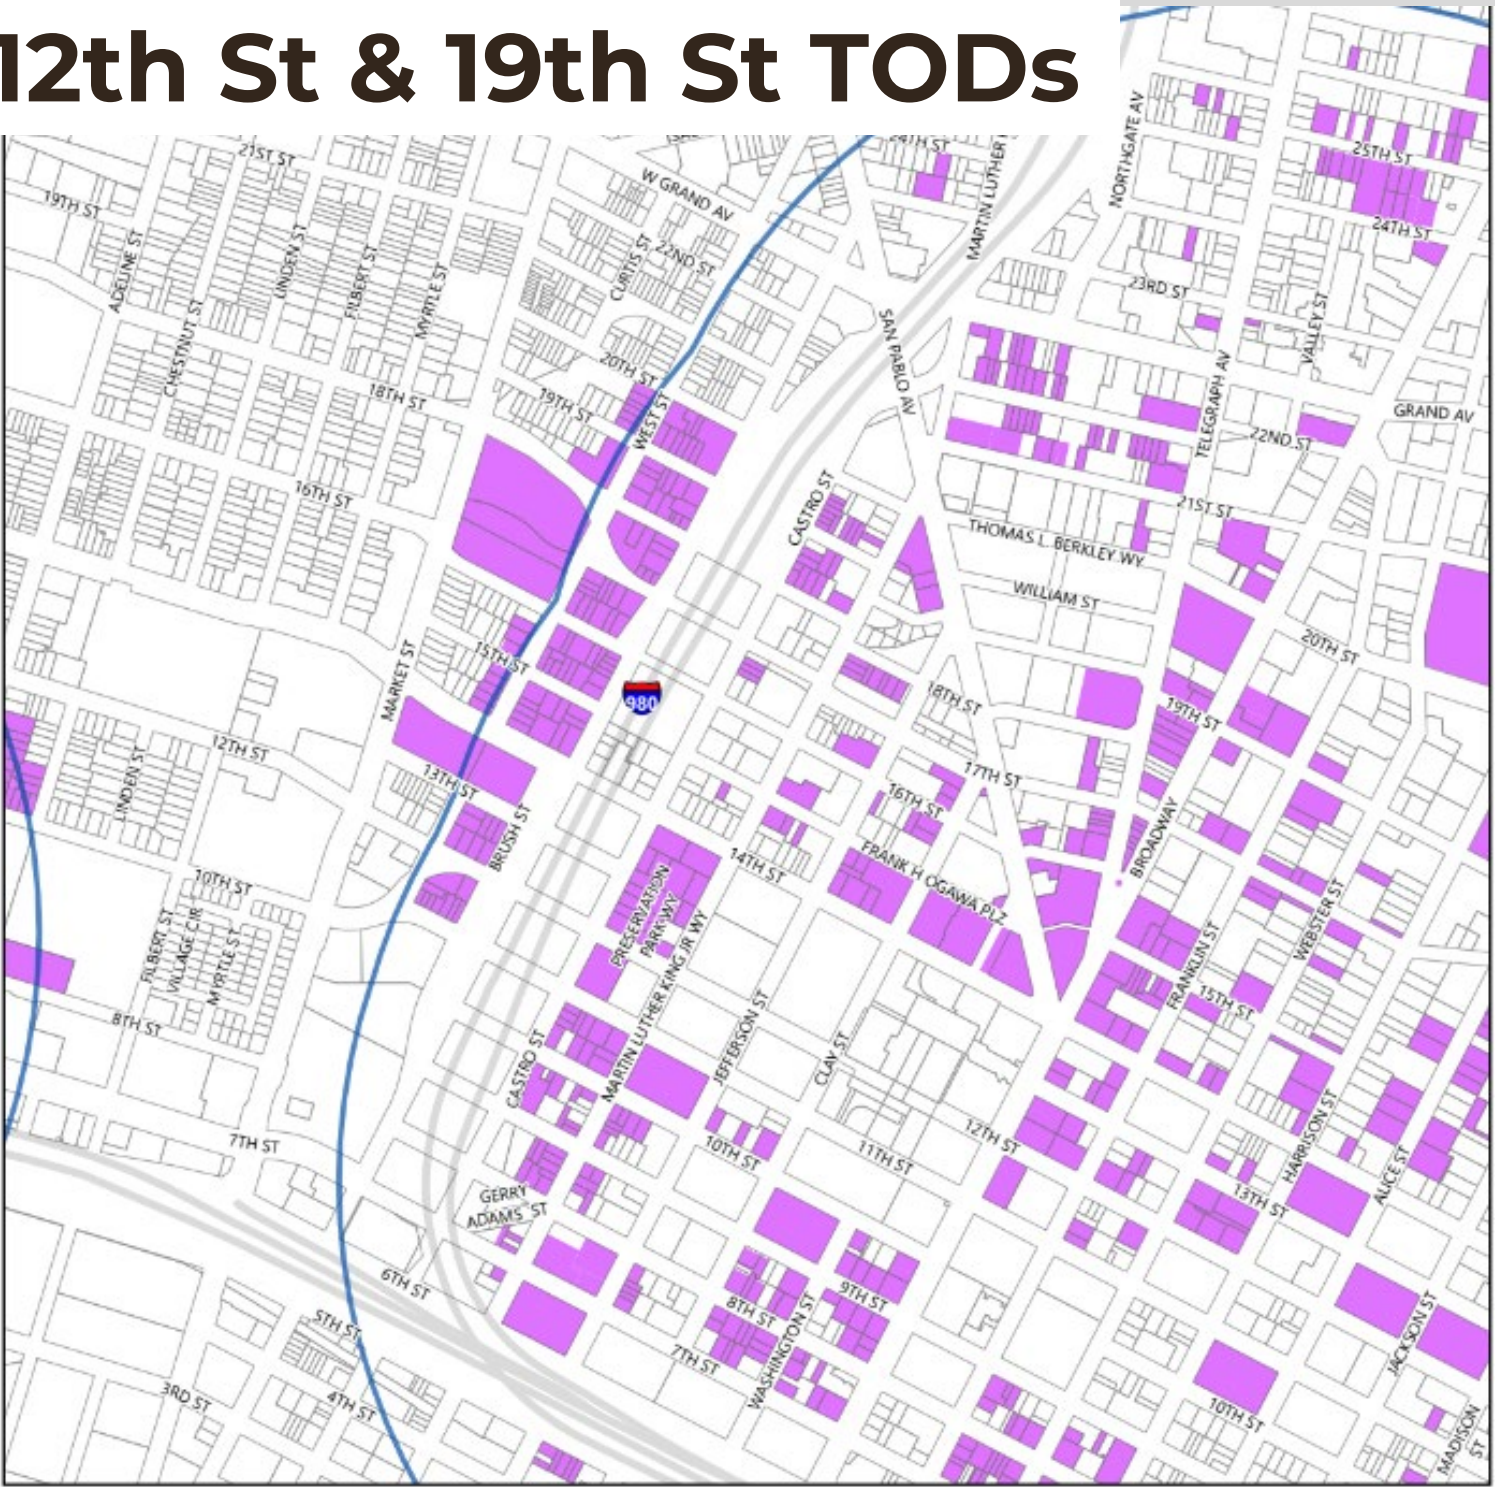 12th St & 19th St TODs
24TH ST
MARTIN LUTHER
NORTHGATE AV
25TH ST
24TH ST
21ST ST
19TH ST
W GRAND AV
22ND ST
CURTIS ST
ADELINE ST
LINDEN ST
FILBERT ST
MYRTLE ST
CHESTNUT ST
23RD ST
VALLEY ST
SAN PABLO AV
TELEGRAPH AV
GRAND AV
22ND ST
20TH ST
19TH ST
18TH ST
WEST ST
16TH ST
CASTRO ST
21ST ST
THOMAS L. BERKLEY WY
WILLIAM ST
20TH ST
15TH ST
MARKET ST
980
18TH ST
19TH ST
12TH ST
LINDEN ST
13TH ST
17TH ST
16TH ST
BRUSH ST
BROADWAY
14TH ST
FRANK H OGAWA PLZ
10TH ST
PRESERVATION
PARK WY
FILBERT ST
VILLAGE CIR
MYRTLE ST
MARTIN LUTHER KING JR WY
FRANKLIN ST
WEBSTER ST
15TH ST
8TH ST
CASTRO ST
JEFFERSON ST
CLAY ST
7TH ST
10TH ST
11TH ST
12TH ST
HARRISON ST
ALICE ST
13TH ST
GERRY
ADAMS ST
6TH ST
9TH ST
8TH ST
5TH ST
7TH ST
WASHINGTON ST
JACKSON ST
3RD ST
4TH ST
10TH ST
MADISON
ST